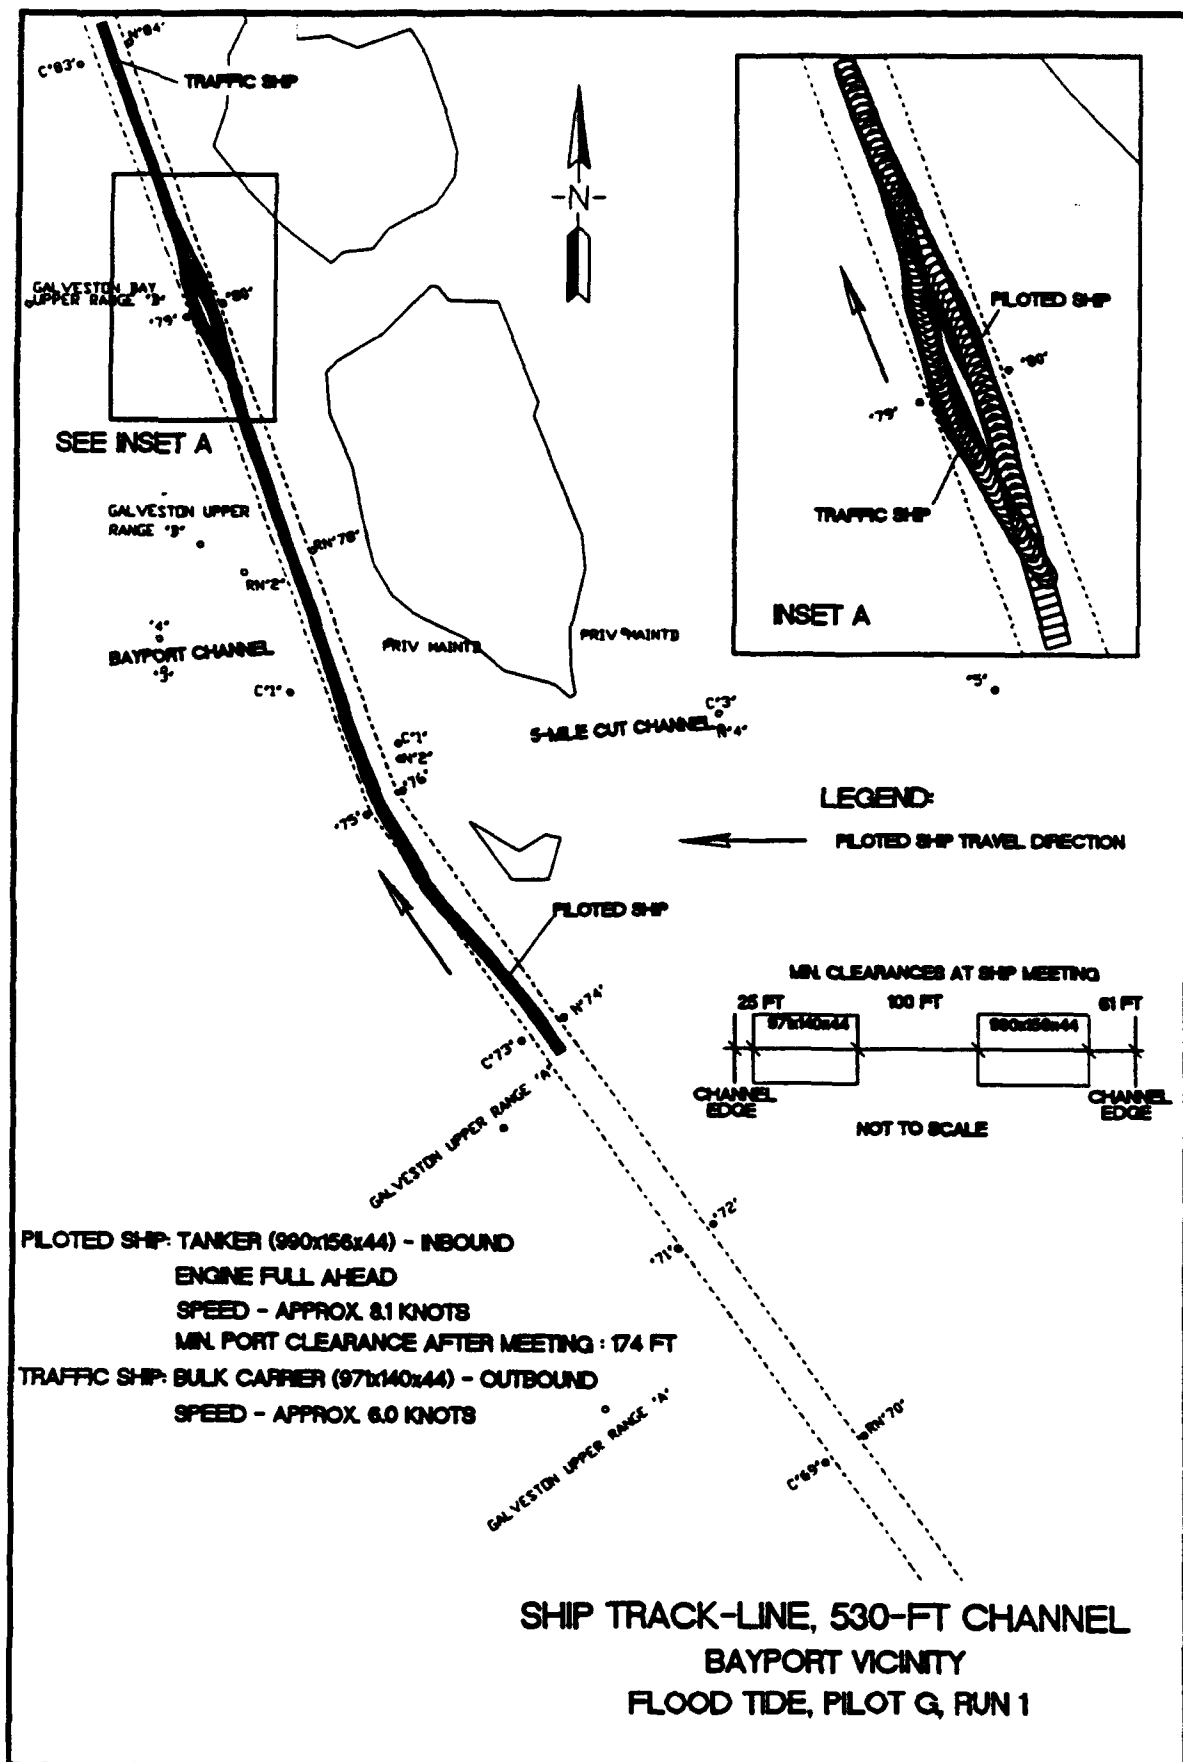 N"84"
C"83"
TRAFFIC SHIP
-N-
GALVESTON BAY
UPPER RANGE "B"
"80"
"79"
SEE INSET A
PILOTED SHIP
"80"
"79"
TRAFFIC SHIP
INSET A
GALVESTON UPPER
RANGE "B"
RN"78"
RN"2"
"4"
BAYPORT CHANNEL
"3"
C"1"
PRIV MAINTD
PRIV MAINTD
"5"
C"3"
5-MILE CUT CHANNEL
R"4"
C"1"
N"2"
"76"
"75"
LEGEND:
PILOTED SHIP TRAVEL DIRECTION
PILOTED SHIP
MIN. CLEARANCES AT SHIP MEETING
25 FT 100 FT 61 FT
971x140x44 990x156x44
CHANNEL
EDGE
CHANNEL
EDGE
NOT TO SCALE
N"74"
C"73"
GALVESTON UPPER RANGE "A"
"72"
"71"
PILOTED SHIP: TANKER (990x156x44) - INBOUND
ENGINE FULL AHEAD
SPEED - APPROX. 8.1 KNOTS
MIN. PORT CLEARANCE AFTER MEETING : 174 FT
TRAFFIC SHIP: BULK CARRIER (971x140x44) - OUTBOUND
SPEED - APPROX. 6.0 KNOTS
GALVESTON UPPER RANGE "A"
RN"70"
C"69"
SHIP TRACK-LINE, 530-FT CHANNEL
BAYPORT VICINITY
FLOOD TIDE, PILOT G, RUN 1